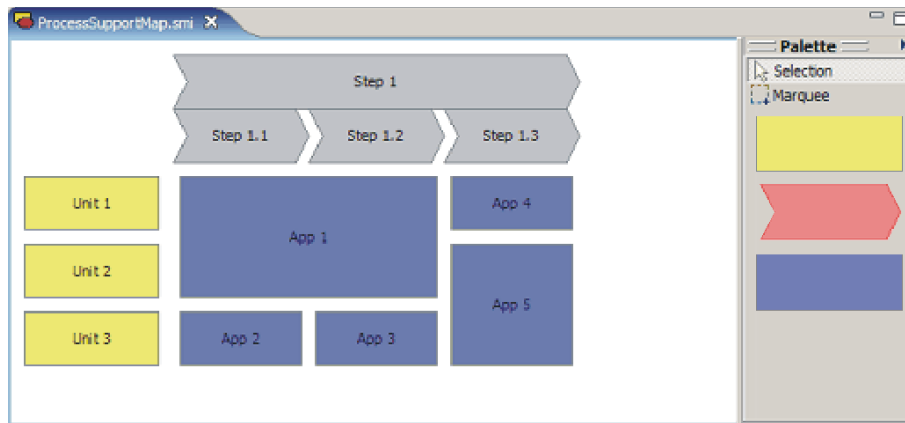 ProcessSupportMap.smi
Palette
Selection
Marquee
Step 1
Step 1.1 Step 1.2 Step 1.3
Unit 1 App 1 App 4
Unit 2 App 5
Unit 3 App 2 App 3